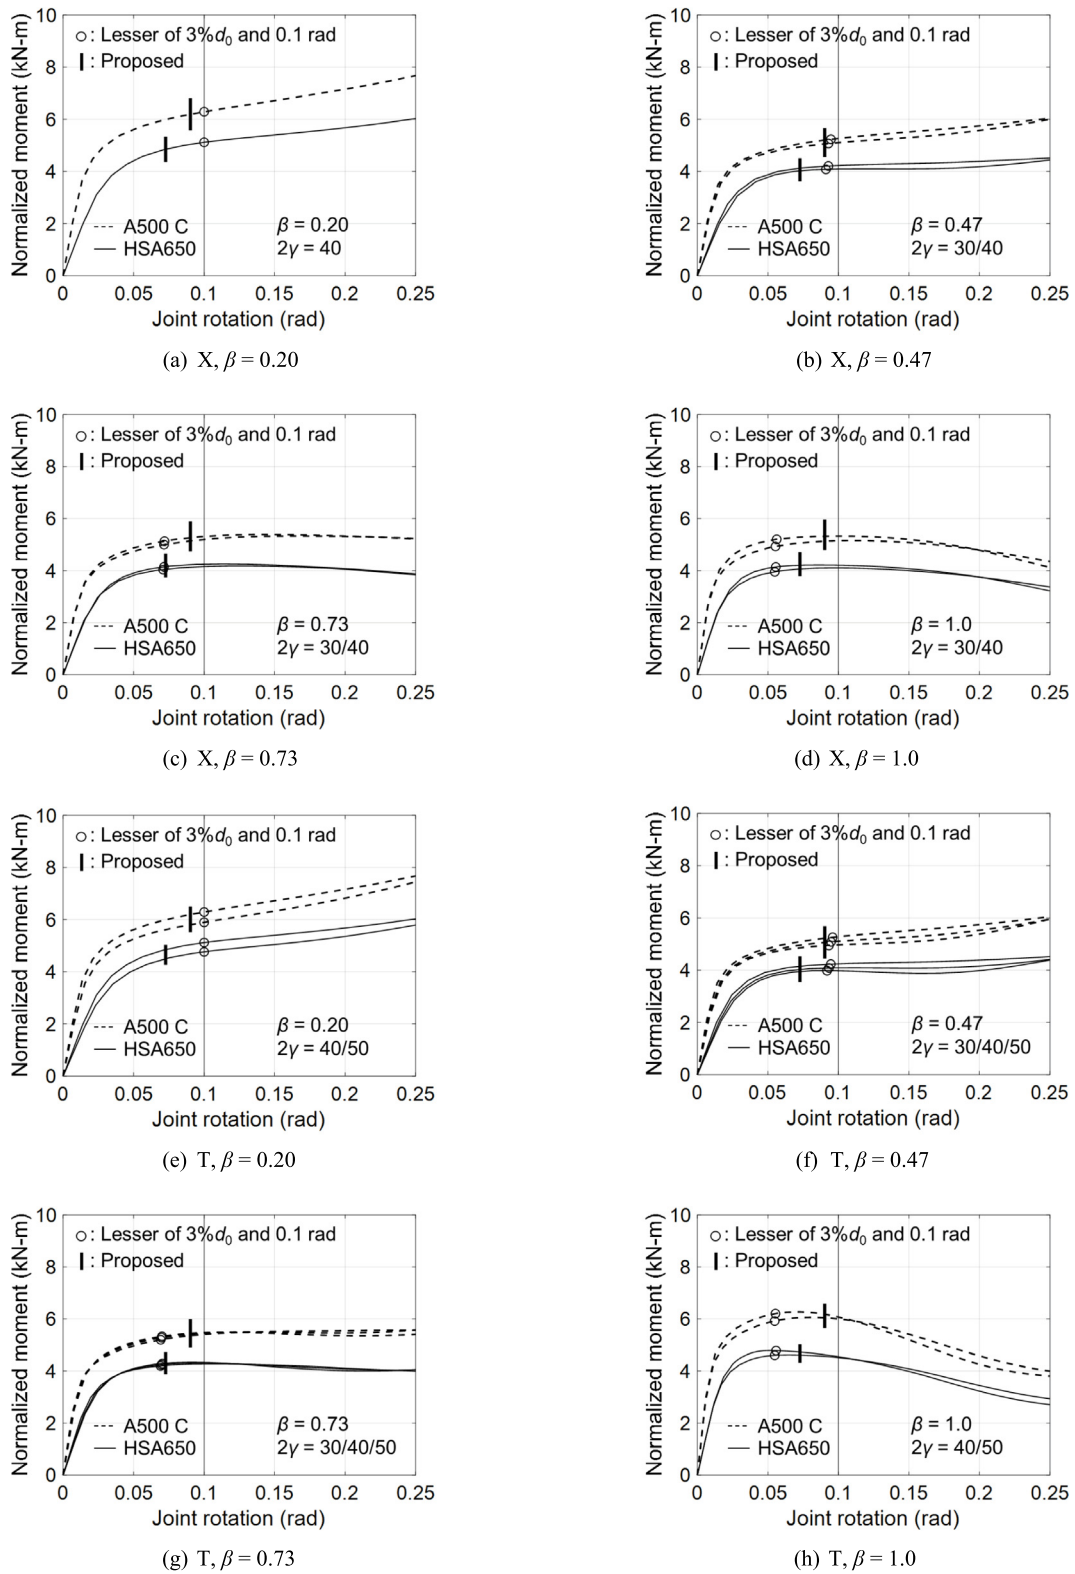 Normalized moment (kN-m)
10
8
6
4
2
0
○: Lesser of 3%d0 and 0.1 rad
: Proposed
A500 C
HSA650
β = 0.20
2γ = 40
0 0.05 0.1 0.15 0.2 0.25
Joint rotation (rad)
(a) X, β = 0.20
Normalized moment (kN-m)
10
8
6
4
2
0
○: Lesser of 3%d0 and 0.1 rad
: Proposed
A500 C
HSA650
β = 0.47
2γ = 30/40
0 0.05 0.1 0.15 0.2 0.25
Joint rotation (rad)
(b) X, β = 0.47
Normalized moment (kN-m)
10
8
6
4
2
0
○: Lesser of 3%d0 and 0.1 rad
: Proposed
A500 C
HSA650
β = 0.73
2γ = 30/40
0 0.05 0.1 0.15 0.2 0.25
Joint rotation (rad)
(c) X, β = 0.73
Normalized moment (kN-m)
10
8
6
4
2
0
○: Lesser of 3%d0 and 0.1 rad
: Proposed
A500 C
HSA650
β = 1.0
2γ = 30/40
0 0.05 0.1 0.15 0.2 0.25
Joint rotation (rad)
(d) X, β = 1.0
Normalized moment (kN-m)
10
8
6
4
2
0
○: Lesser of 3%d0 and 0.1 rad
: Proposed
A500 C
HSA650
β = 0.20
2γ = 40/50
0 0.05 0.1 0.15 0.2 0.25
Joint rotation (rad)
(e) T, β = 0.20
Normalized moment (kN-m)
10
8
6
4
2
0
○: Lesser of 3%d0 and 0.1 rad
: Proposed
A500 C
HSA650
β = 0.47
2γ = 30/40/50
0 0.05 0.1 0.15 0.2 0.25
Joint rotation (rad)
(f) T, β = 0.47
Normalized moment (kN-m)
10
8
6
4
2
0
○: Lesser of 3%d0 and 0.1 rad
: Proposed
A500 C
HSA650
β = 0.73
2γ = 30/40/50
0 0.05 0.1 0.15 0.2 0.25
Joint rotation (rad)
(g) T, β = 0.73
Normalized moment (kN-m)
10
8
6
4
2
0
○: Lesser of 3%d0 and 0.1 rad
: Proposed
A500 C
HSA650
β = 1.0
2γ = 40/50
0 0.05 0.1 0.15 0.2 0.25
Joint rotation (rad)
(h) T, β = 1.0